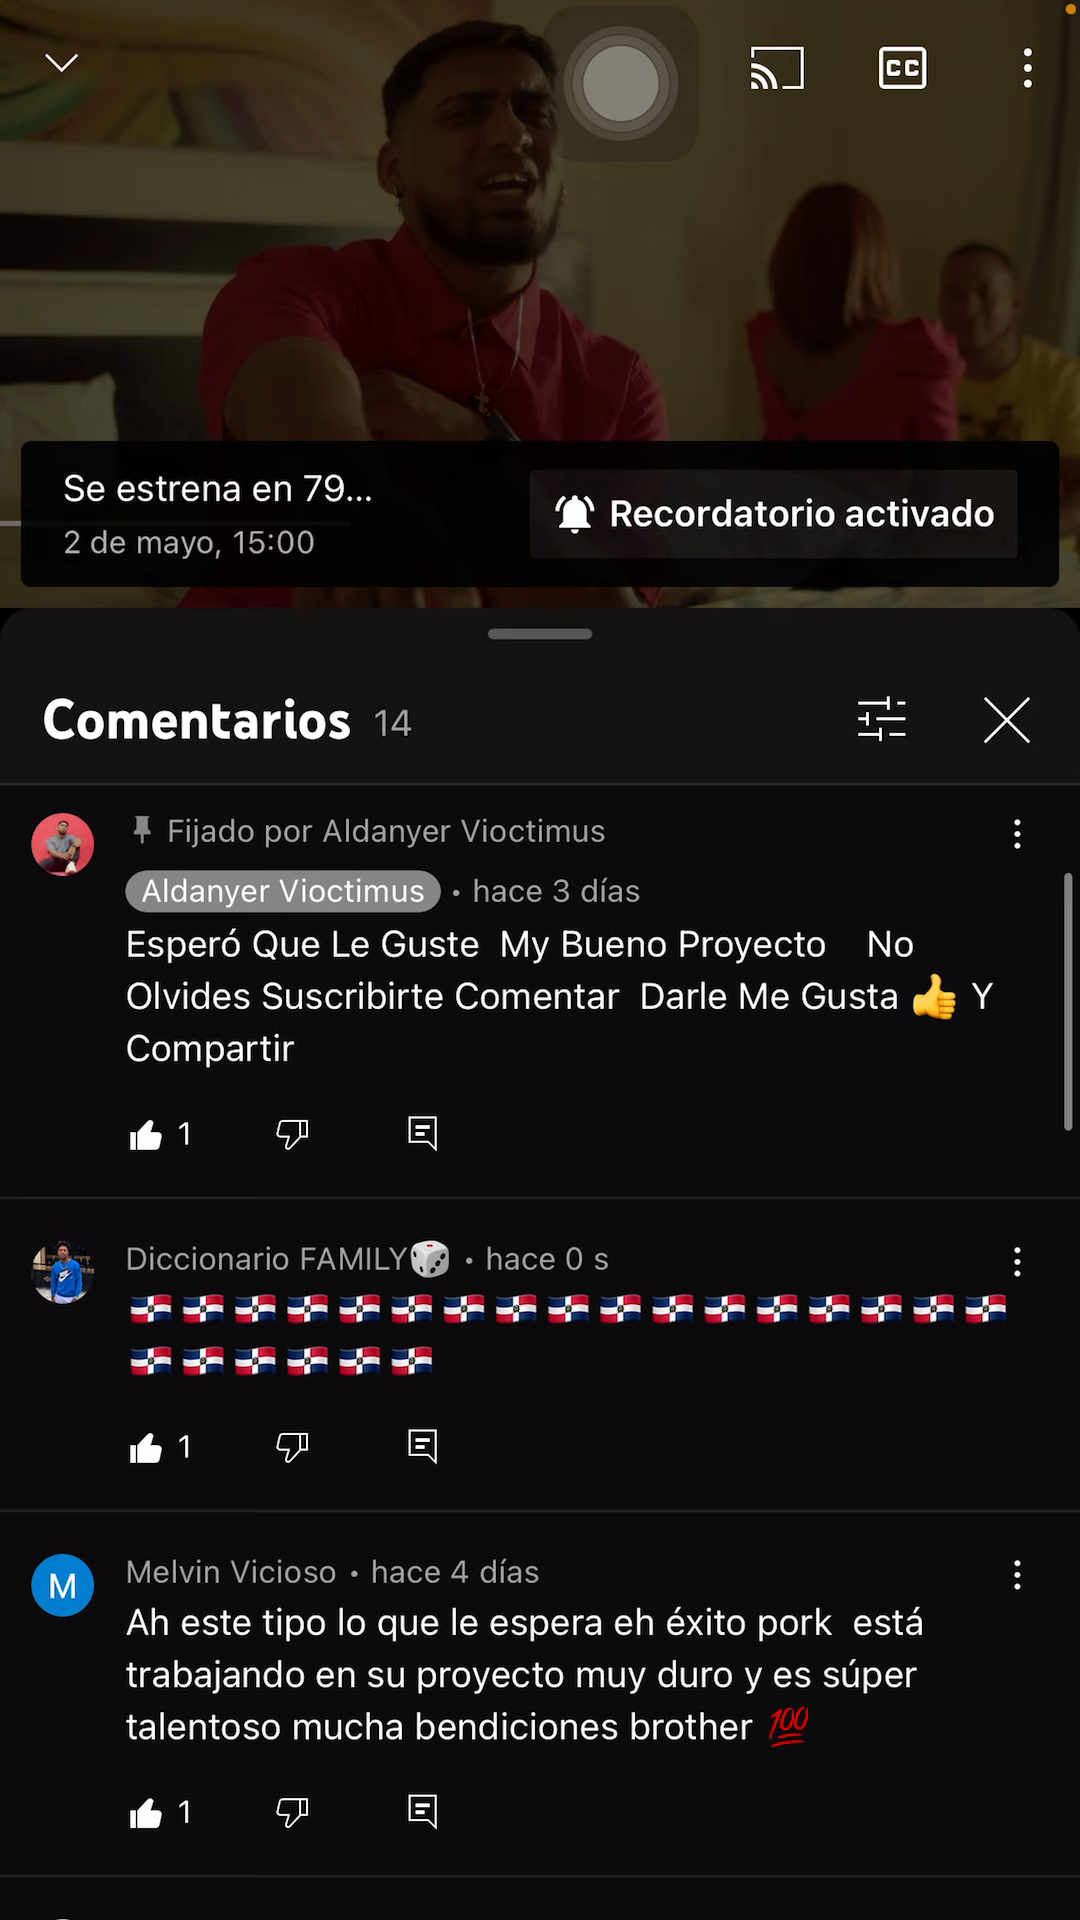 CC
Se estrena en 79...
2 de mayo, 15:00
Recordatorio activado
Comentarios 14
Fijado por Aldanyer Vioctimus
Aldanyer Vioctimus • hace 3 días
Esperó Que Le Guste  My Bueno Proyecto    No
Olvides Suscribirte Comentar  Darle Me Gusta 👍 Y
Compartir
1
Diccionario FAMILY🎲 • hace 0 s
🇩🇴🇩🇴🇩🇴🇩🇴🇩🇴🇩🇴🇩🇴🇩🇴🇩🇴🇩🇴🇩🇴🇩🇴🇩🇴🇩🇴🇩🇴🇩🇴🇩🇴
🇩🇴🇩🇴🇩🇴🇩🇴🇩🇴🇩🇴
1
M
Melvin Vicioso • hace 4 días
Ah este tipo lo que le espera eh éxito pork  está
trabajando en su proyecto muy duro y es súper
talentoso mucha bendiciones brother 💯
1